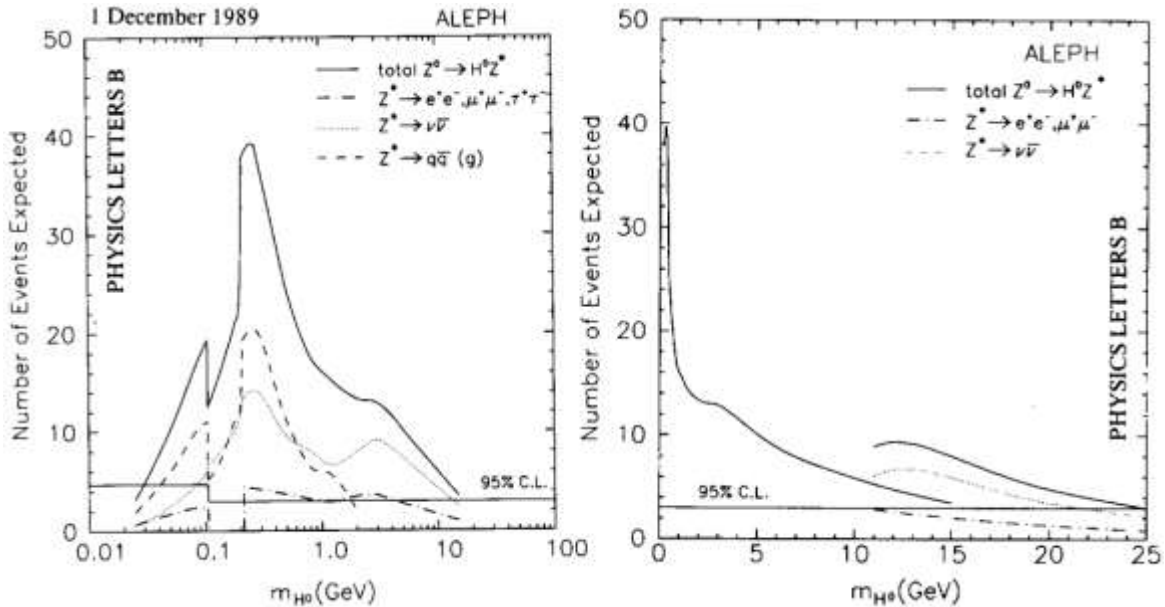 1 December 1989
ALEPH
50
40
30
20
10
0
Number of Events Expected
PHYSICS LETTERS B
total Z⁰→H⁰Z*
Z*→e⁺e⁻,μ⁺μ⁻,τ⁺τ⁻
Z*→νν̅
Z*→qq̅ (g)
95% C.L.
0.01
0.1
1.0
10
100
m_H⁰(GeV)
50
40
30
20
10
0
Number of Events Expected
ALEPH
total Z⁰→H⁰Z*
Z*→e⁺e⁻,μ⁺μ⁻
Z*→νν̅
PHYSICS LETTERS B
95% C.L.
0
5
10
15
20
25
m_H⁰(GeV)